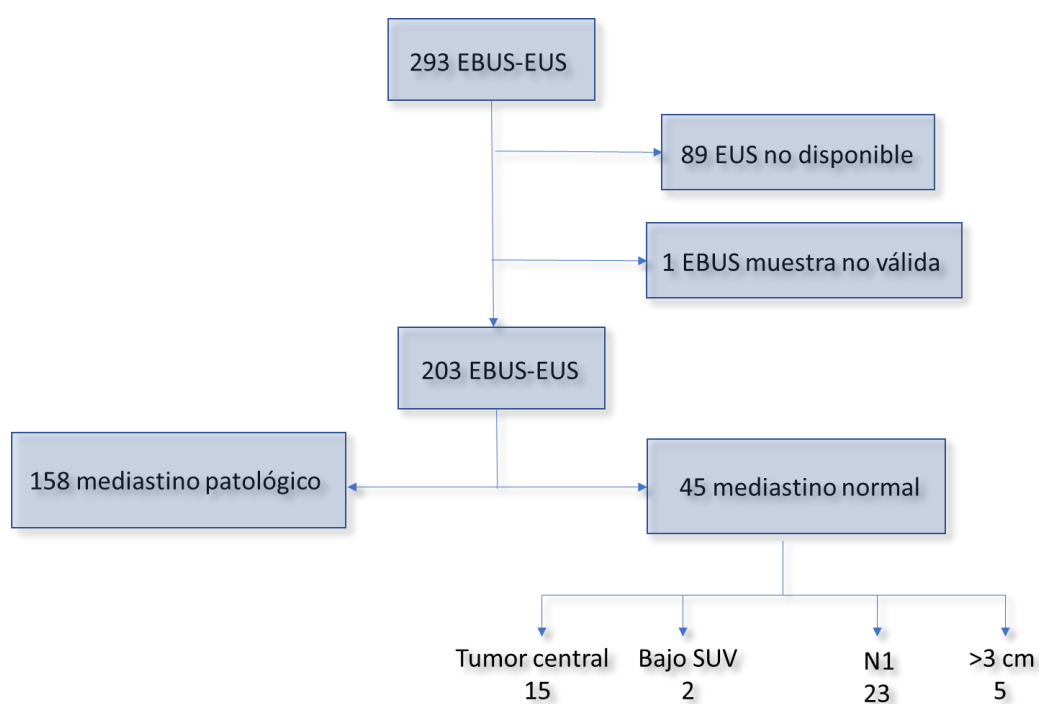 293 EBUS-EUS
89 EUS no disponible
1 EBUS muestra no válida
203 EBUS-EUS
158 mediastino patológico
45 mediastino normal
Tumor central
15
Bajo SUV
2
N1
23
>3 cm
5